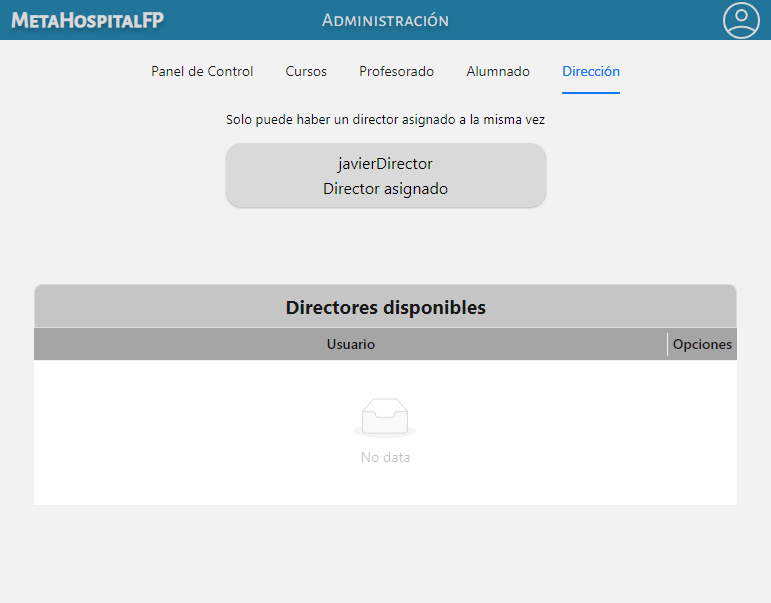 MetaHospitalFP
Administración
Panel de Control
Cursos
Profesorado
Alumnado
Dirección
Solo puede haber un director asignado a la misma vez
javierDirector
Director asignado
Directores disponibles
Usuario
Opciones
No data